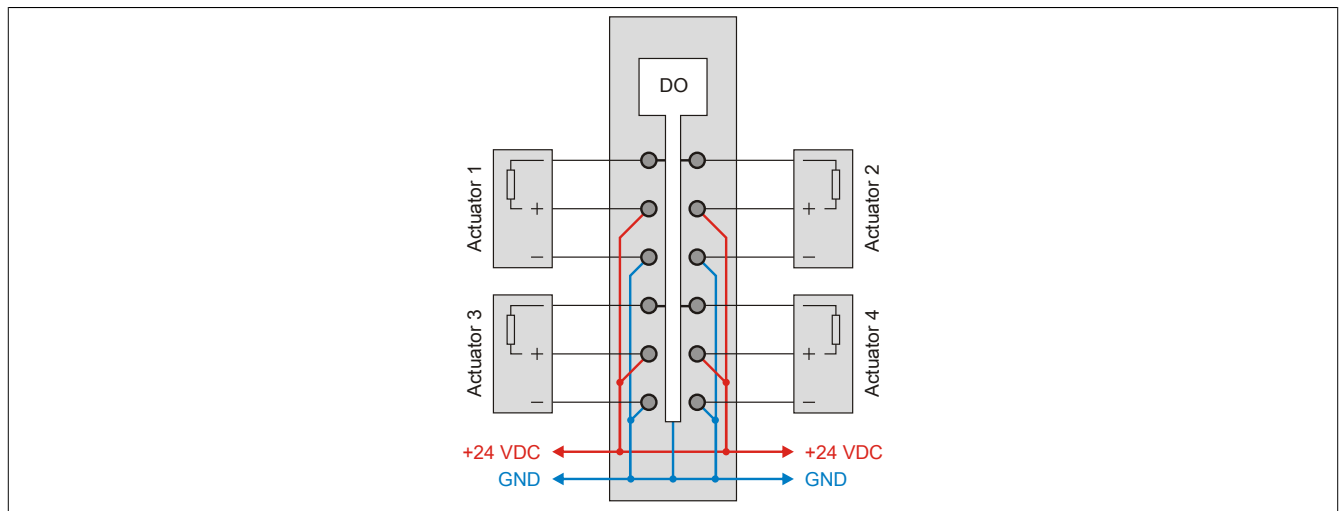 DO
Actuator 1
Actuator 2
+
+
−
−
Actuator 3
Actuator 4
+
+
−
−
+24 VDC
+24 VDC
GND
GND